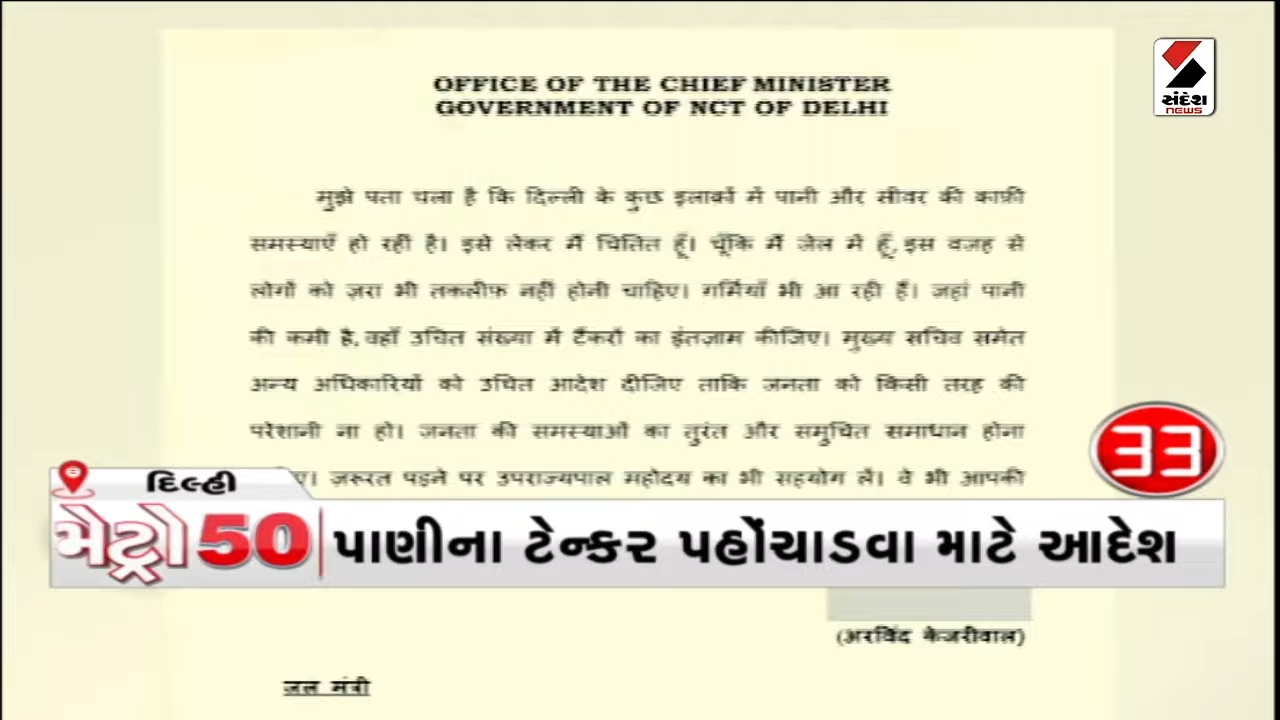 OFFICE OF THE CHIEF MINISTER
GOVERNMENT OF NCT OF DELHI
સંદેશ
NEWS
मुझे पता चला है कि दिल्ली के कुछ इलाकों में पानी और सीवर की काफ़ी
समस्याएँ हो रहीं है। इसे लेकर मैं चिंतित हूँ। चूँकि मैं जेल में हूँ, इस वजह से
लोगों को ज़रा भी तकलीफ़ नहीं होनी चाहिए। गर्मियाँ भी आ रही हैं। जहां पानी
की कमी है, वहाँ उचित संख्या में टैंकरों का इंतज़ाम कीजिए। मुख्य सचिव समेत
अन्य अधिकारियों को उचित आदेश दीजिए ताकि जनता को किसी तरह की
परेशानी ना हो। जनता की समस्याओं का तुरंत और समुचित समाधान होना
ज़रूरत पड़ने पर उपराज्यपाल महोदय का भी सहयोग लें। वे भी आपकी
33
દિલ્હી
મેટ્રો 50
પાણીના ટેન્કર પહોંચાડવા માટે આદેશ
(अरविंद केजरीवाल)
जल मंत्री